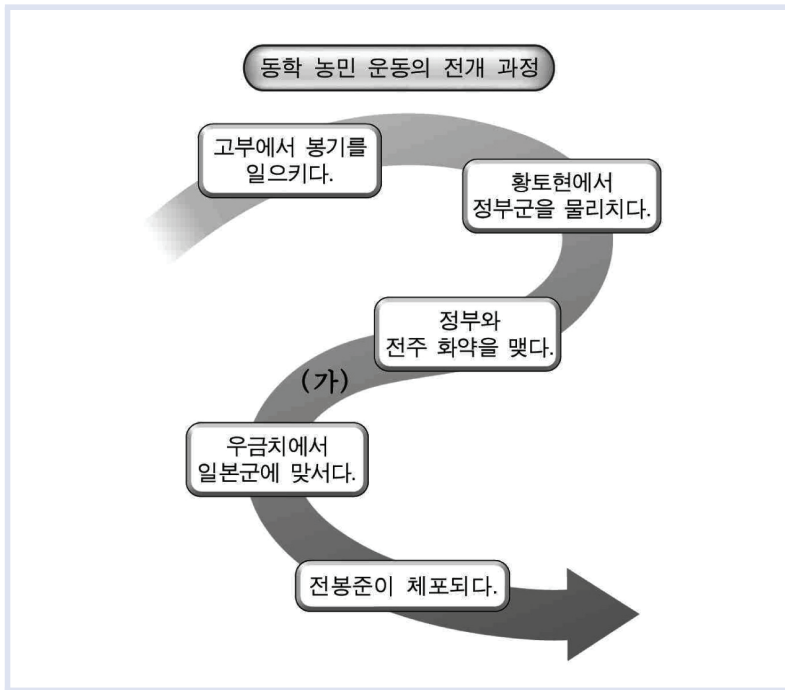 동학 농민 운동의 전개 과정
고부에서 봉기를
일으키다.
황토현에서
정부군을 물리치다.
정부와
전주 화약을 맺다.
(가)
우금치에서
일본군에 맞서다.
전봉준이 체포되다.